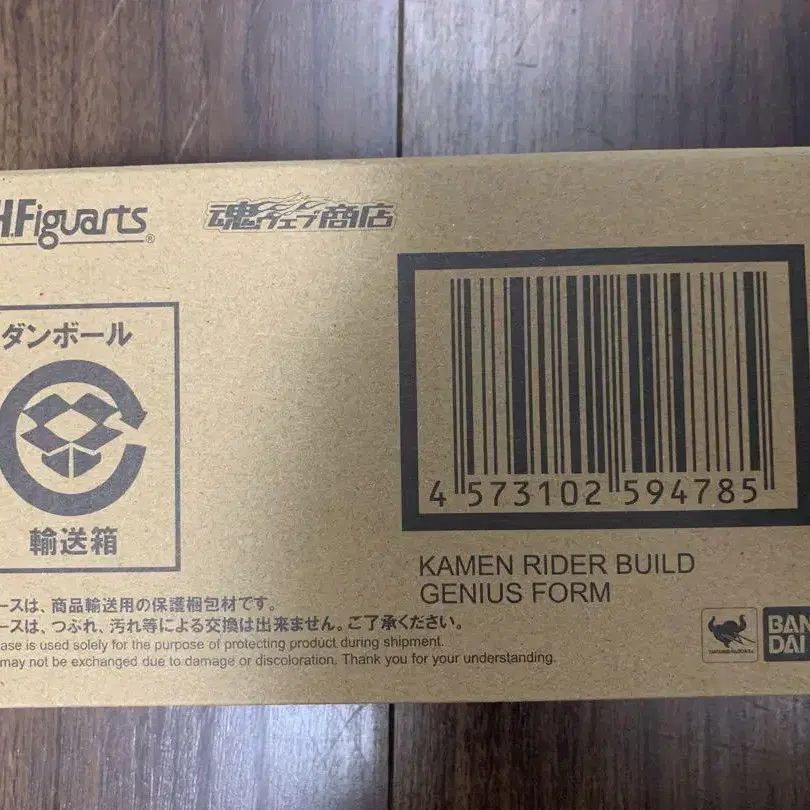 H.Figuarts®
魂ウェブ商店
ダンボール
輸送箱
4 573102 594785
KAMEN RIDER BUILD
GENIUS FORM
ースは、商品輸送用の保護梱包材です。
ースは、つぶれ、汚れ等による交換は出来ません。ご了承ください。
ase is used solely for the purpose of protecting product during shipment.
may not be exchanged due to damage or discoloration. Thank you for your understanding.
BAN
DAI